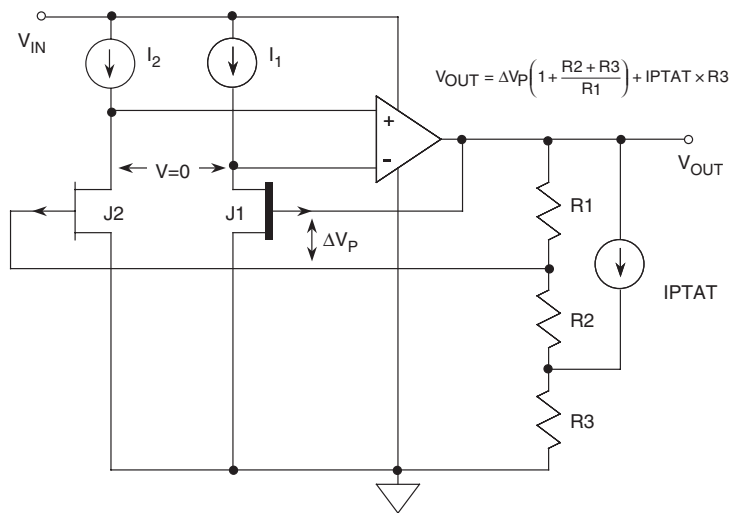 V_IN
I_2
I_1
V_OUT = ΔV_P(1 + (R2 + R3)/R1) + IPTAT × R3
+
-
V=0
V_OUT
J2
J1
ΔV_P
R1
IPTAT
R2
R3